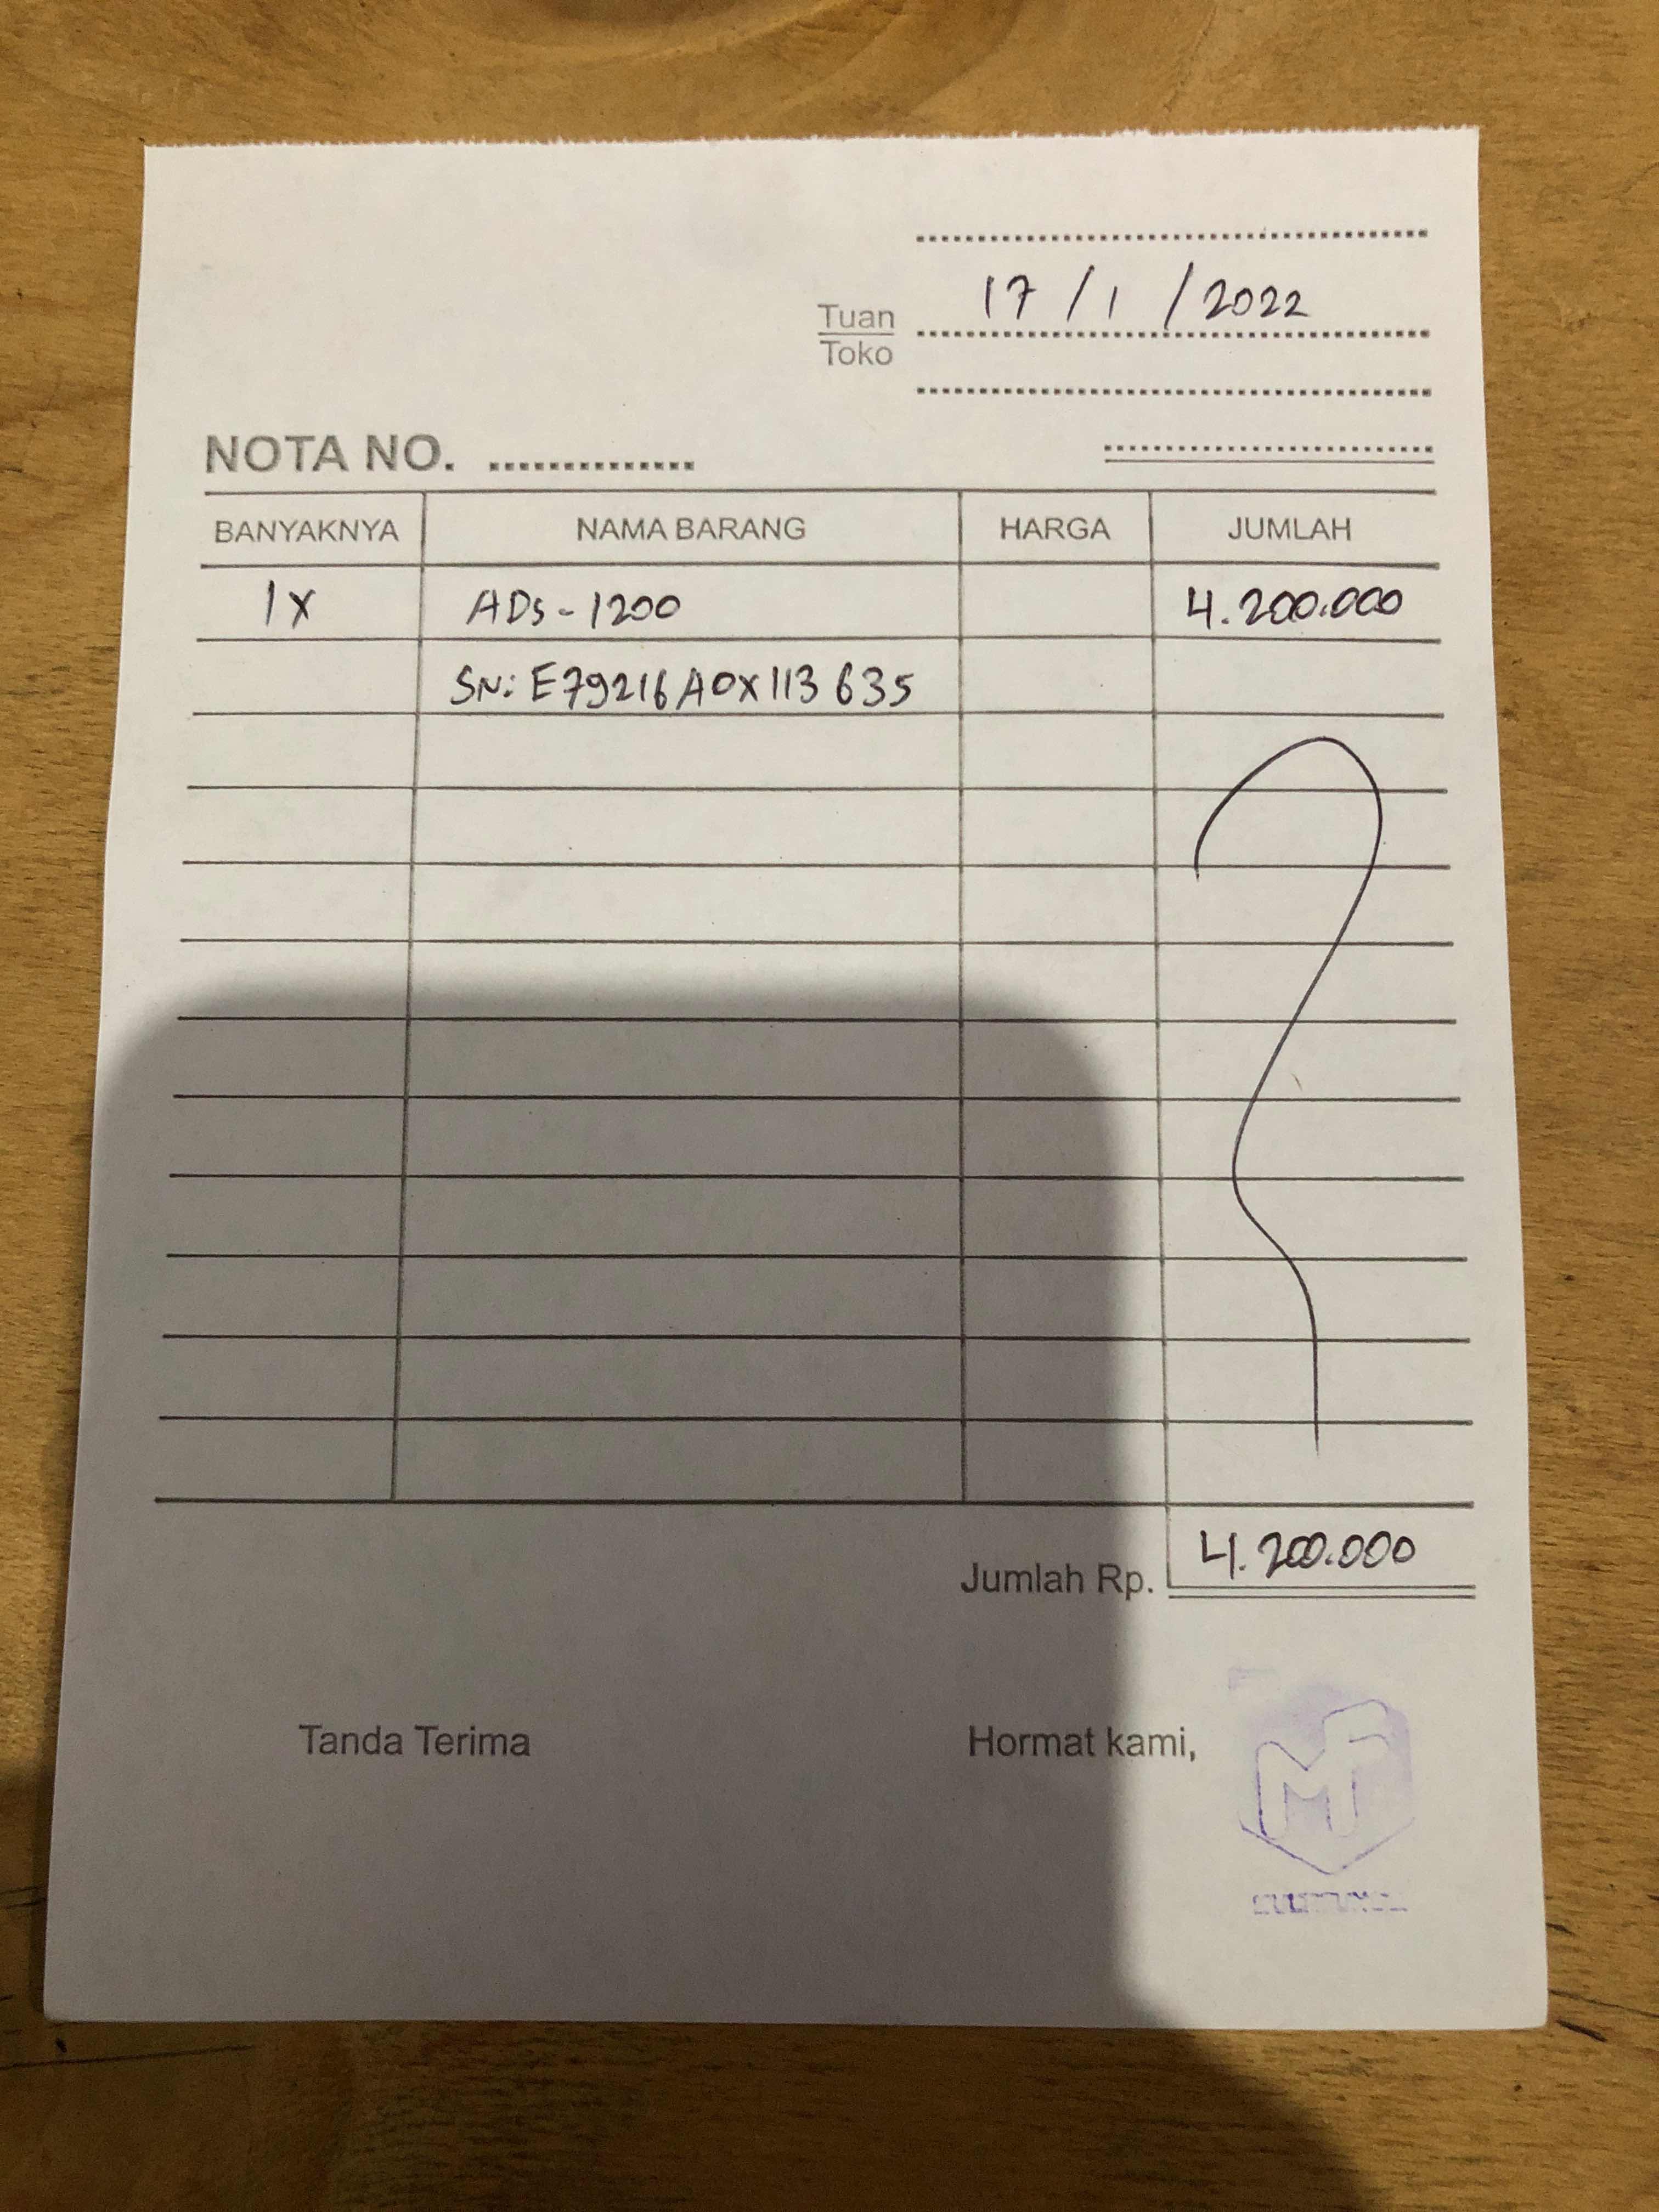 17 / 1 / 2022
Tuan
Toko
NOTA NO. ..............
BANYAKNYA NAMA BARANG HARGA JUMLAH
1X ADS-1200 4.200.000
SN: E79216A0X113635
Jumlah Rp. 4.200.000
Tanda Terima Hormat kami,